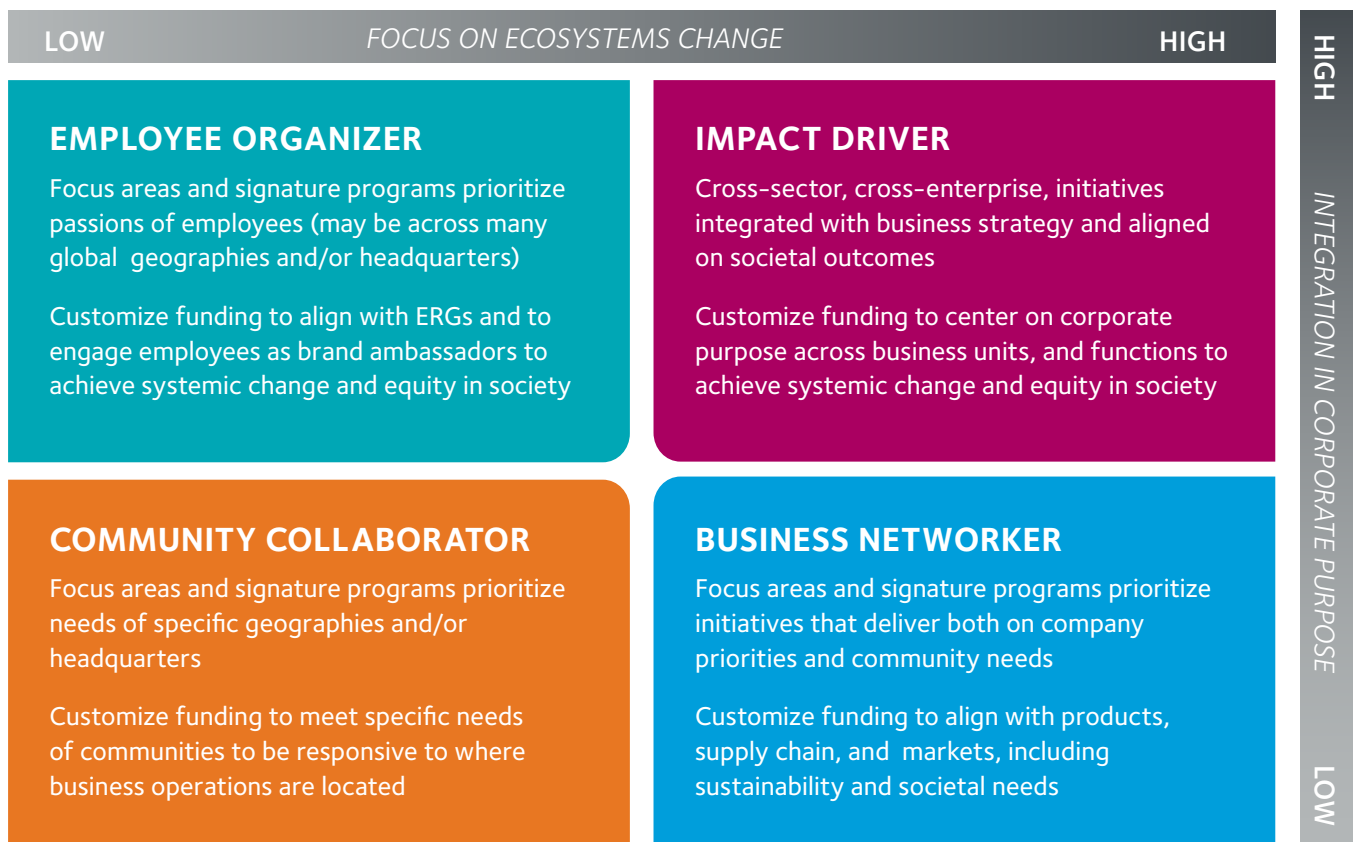 LOW FOCUS ON ECOSYSTEMS CHANGE HIGH
EMPLOYEE ORGANIZER
Focus areas and signature programs prioritize
passions of employees (may be across many
global geographies and/or headquarters)
Customize funding to align with ERGs and to
engage employees as brand ambassadors to
achieve systemic change and equity in society
IMPACT DRIVER
Cross-sector, cross-enterprise, initiatives
integrated with business strategy and aligned
on societal outcomes
Customize funding to center on corporate
purpose across business units, and functions to
achieve systemic change and equity in society
COMMUNITY COLLABORATOR
Focus areas and signature programs prioritize
needs of specific geographies and/or
headquarters
Customize funding to meet specific needs
of communities to be responsive to where
business operations are located
BUSINESS NETWORKER
Focus areas and signature programs prioritize
initiatives that deliver both on company
priorities and community needs
Customize funding to align with products,
supply chain, and markets, including
sustainability and societal needs
HIGH INTEGRATION IN CORPORATE PURPOSE LOW